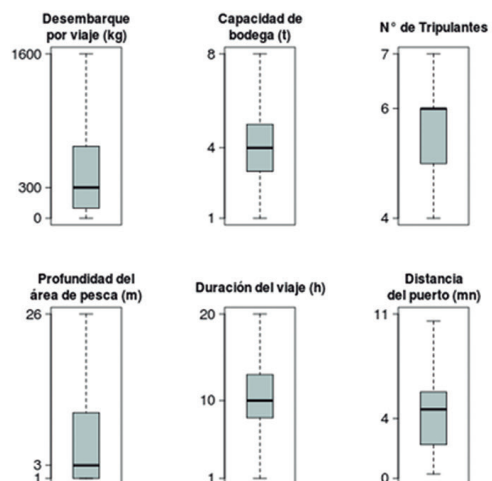 Desembarque
por viaje (kg)
1600
300
0
Capacidad de
bodega (t)
8
4
1
N° de Tripulantes
7
6
4
Profundidad del
área de pesca (m)
26
3
1
Duración del viaje (h)
20
10
1
Distancia
del puerto (mn)
11
4
0